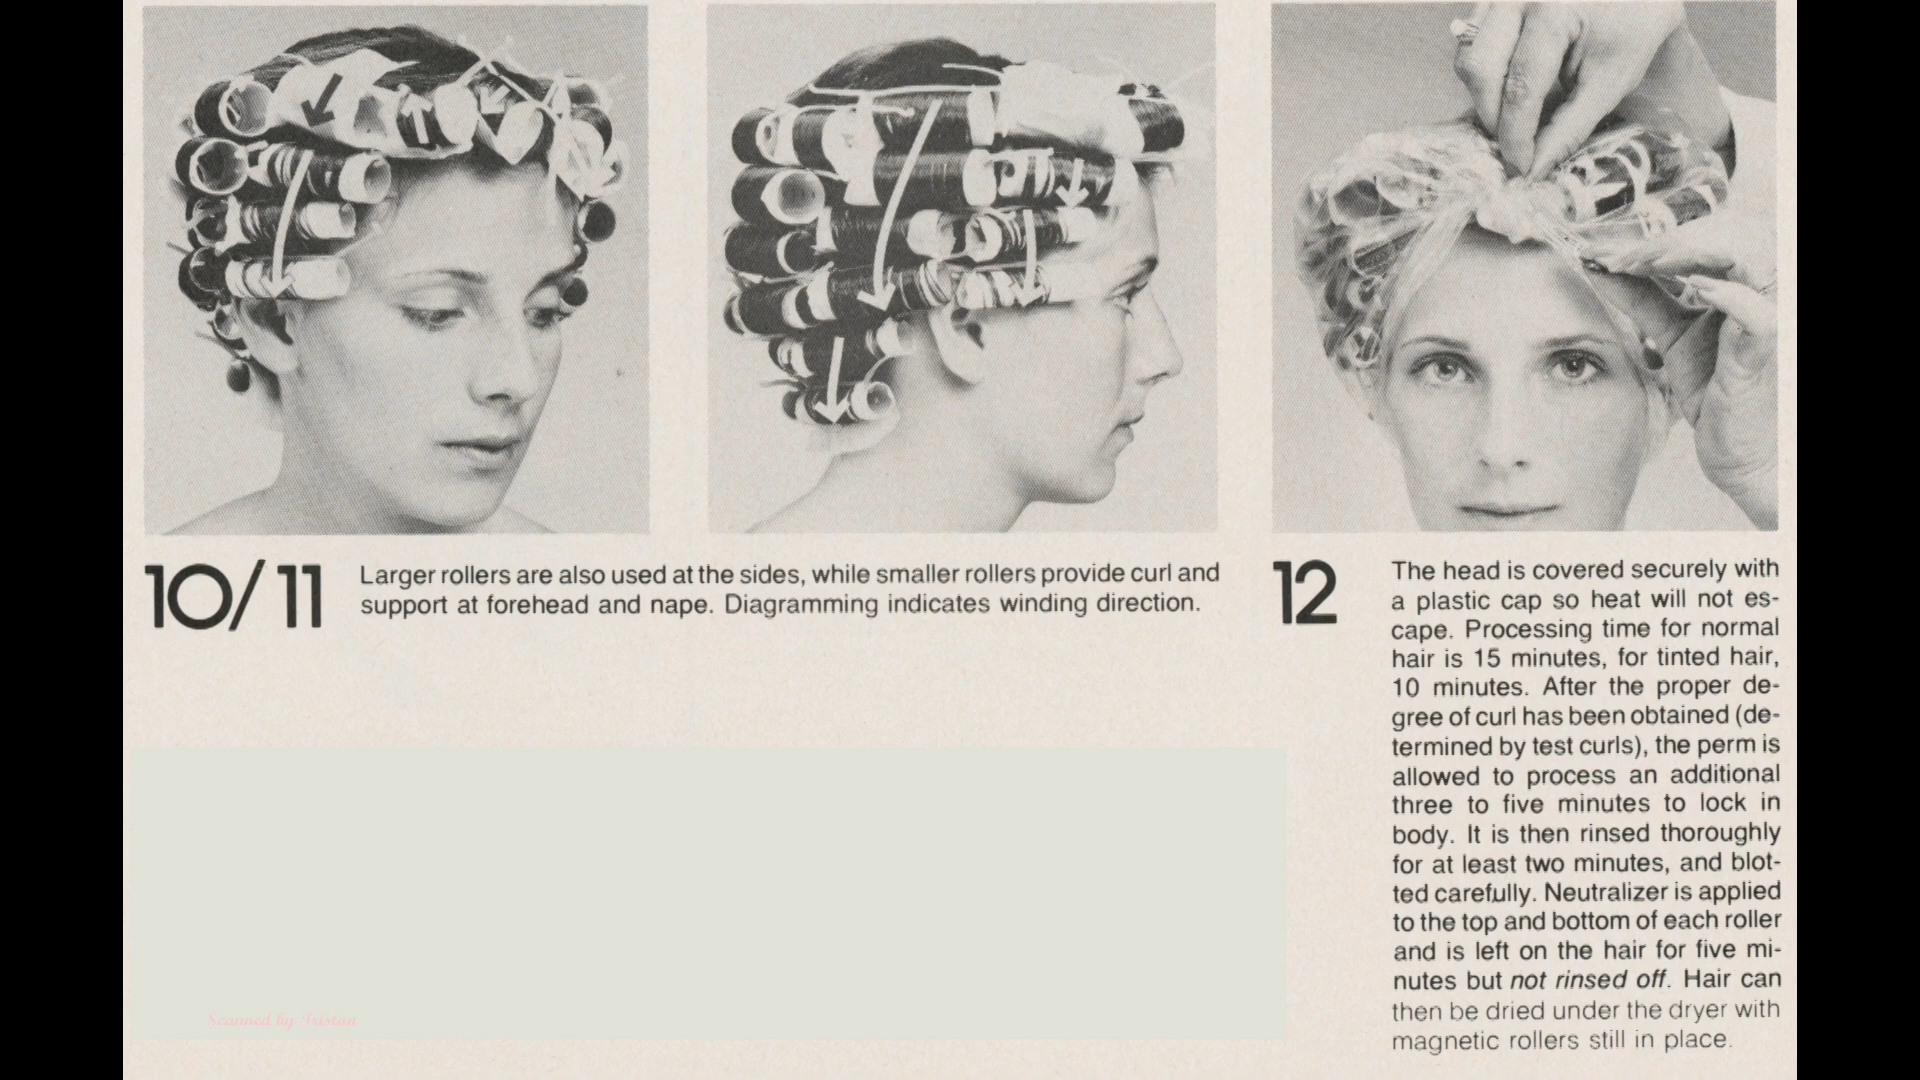 10/11
Larger rollers are also used at the sides, while smaller rollers provide curl and
support at forehead and nape. Diagramming indicates winding direction.
12
The head is covered securely with
a plastic cap so heat will not es-
cape. Processing time for normal
hair is 15 minutes, for tinted hair,
10 minutes. After the proper de-
gree of curl has been obtained (de-
termined by test curls), the perm is
allowed to process an additional
three to five minutes to lock in
body. It is then rinsed thoroughly
for at least two minutes, and blot-
ted carefully. Neutralizer is applied
to the top and bottom of each roller
and is left on the hair for five mi-
nutes but not rinsed off. Hair can
then be dried under the dryer with
magnetic rollers still in place.
Scanned by Tristan